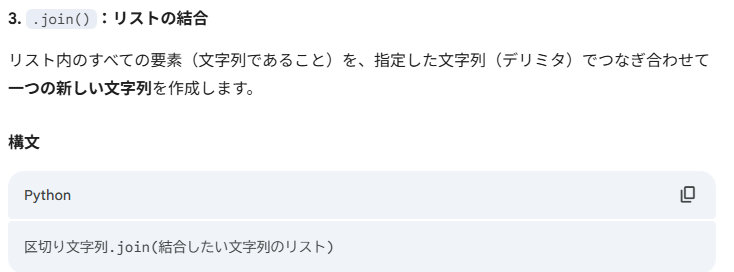 3. .join() ：リストの結合
リスト内のすべての要素（文字列であること）を、指定した文字列（デリミタ）でつなぎ合わせて
一つの新しい文字列を作成します。
構文
Python
区切り文字列.join(結合したい文字列のリスト)